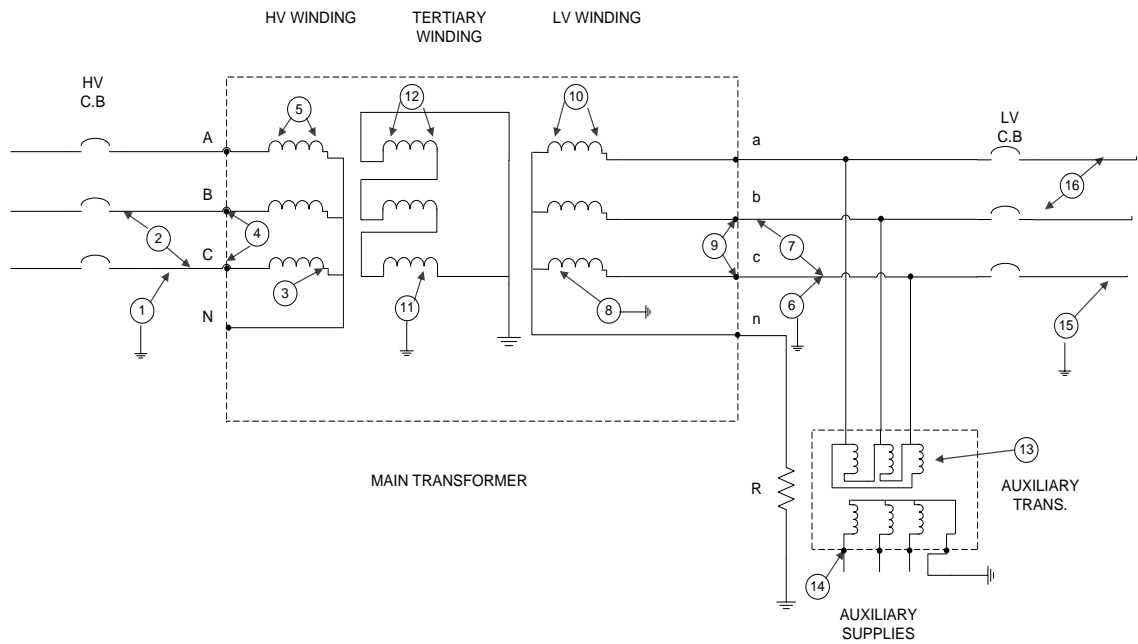 HV WINDING
TERTIARY
WINDING
LV WINDING
HV
C.B
LV
C.B
5
12
10
A
a
B
b
C
c
N
n
16
2
4
9
7
3
11
8
6
1
15
MAIN TRANSFORMER
R
13
AUXILIARY
TRANS.
14
AUXILIARY
SUPPLIES